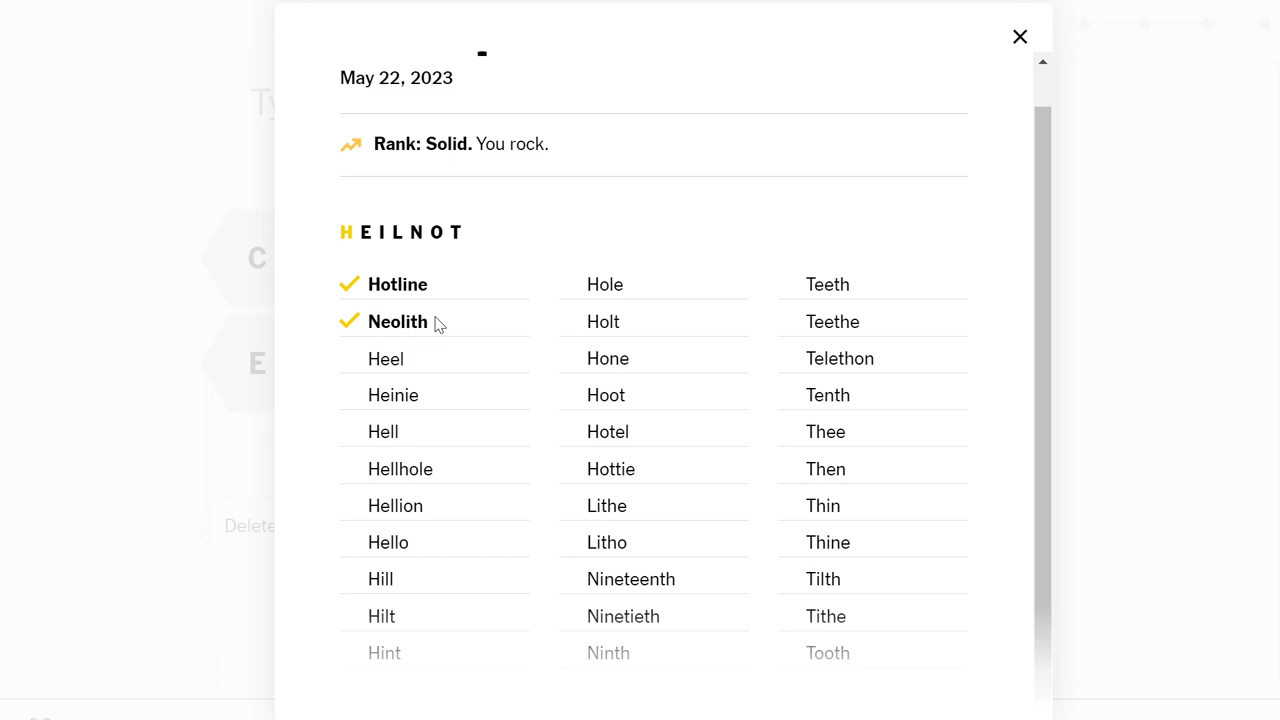 May 22, 2023
Rank: Solid. You rock.
HEILNOT
Hotline
Neolith
Heel
Heinie
Hell
Hellhole
Hellion
Hello
Hill
Hilt
Hint
Hole
Holt
Hone
Hoot
Hotel
Hottie
Lithe
Litho
Nineteenth
Ninetieth
Ninth
Teeth
Teethe
Telethon
Tenth
Thee
Then
Thin
Thine
Tilth
Tithe
Tooth
Ty
C
E
Delete